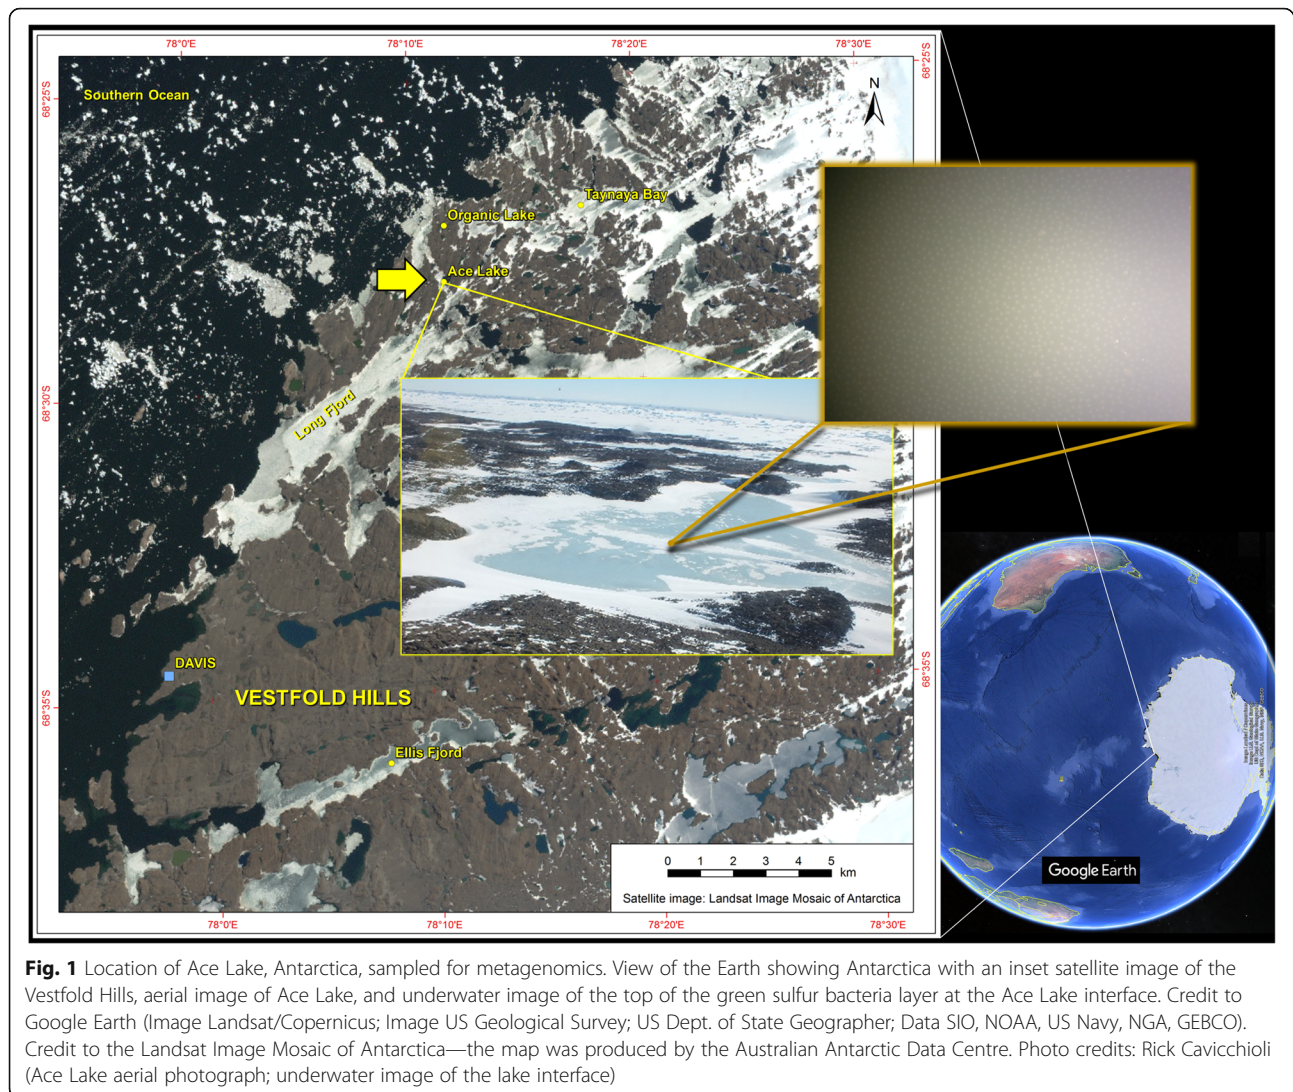 78°0'E 78°10'E 78°20'E 78°30'E
68°25'S
68°25'S
Southern Ocean
N
Taynaya Bay
Organic Lake
Ace Lake
68°30'S
Long Fjord
68°35'S
DAVIS
VESTFOLD HILLS
68°35'S
Ellis Fjord
0 1 2 3 4 5
km
Satellite image: Landsat Image Mosaic of Antarctica
78°0'E 78°10'E 78°20'E 78°30'E
Google Earth
Fig. 1 Location of Ace Lake, Antarctica, sampled for metagenomics. View of the Earth showing Antarctica with an inset satellite image of the
Vestfold Hills, aerial image of Ace Lake, and underwater image of the top of the green sulfur bacteria layer at the Ace Lake interface. Credit to
Google Earth (Image Landsat/Copernicus; Image US Geological Survey; US Dept. of State Geographer; Data SIO, NOAA, US Navy, NGA, GEBCO).
Credit to the Landsat Image Mosaic of Antarctica—the map was produced by the Australian Antarctic Data Centre. Photo credits: Rick Cavicchioli
(Ace Lake aerial photograph; underwater image of the lake interface)